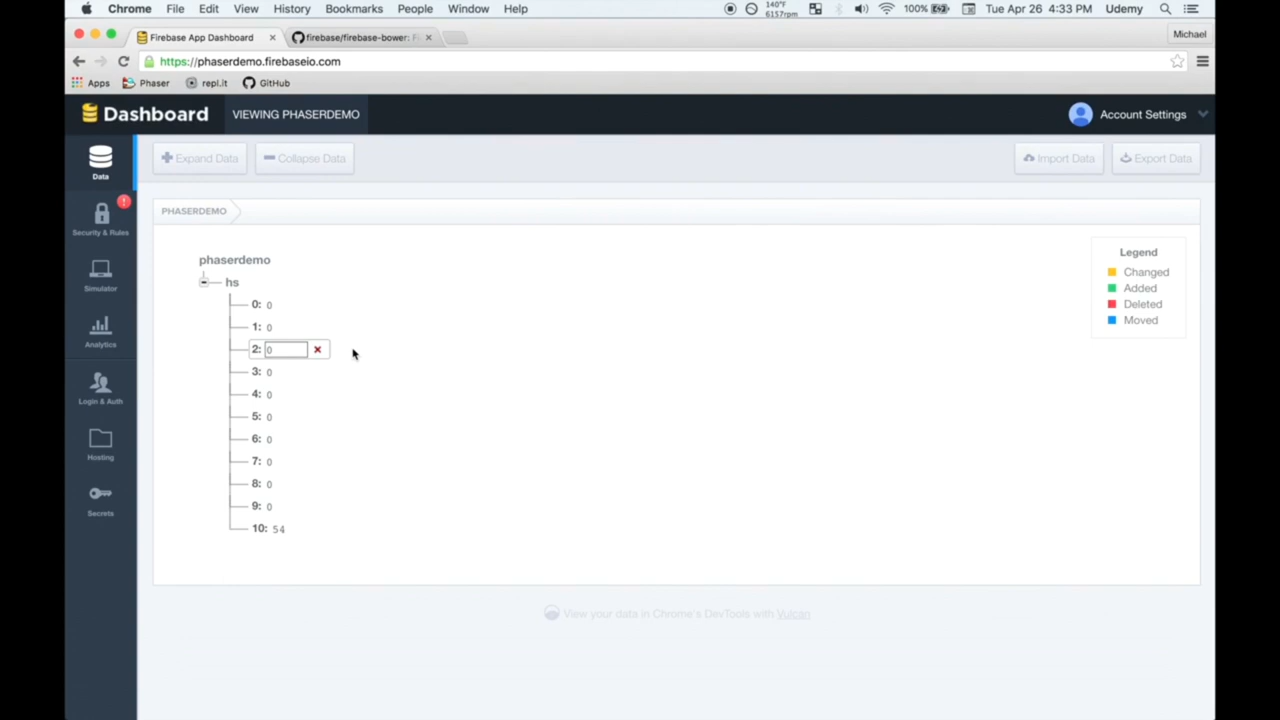 Chrome File Edit View History Bookmarks People Window Help 140°F 6157rpm 100% Tue Apr 26 4:33 PM Udemy
Firebase App Dashboard × firebase/firebase-bower: × Michael
https://phaserdemo.firebaseio.com
Apps Phaser repl.it GitHub
Dashboard VIEWING PHASERDEMO Account Settings
Data
Security & Rules
!
Simulator
Analytics
Login & Auth
Hosting
Secrets
Expand Data Collapse Data Import Data Export Data
PHASERDEMO
phaserdemo
hs
0: 0
1: 0
2: 0
3: 0
4: 0
5: 0
6: 0
7: 0
8: 0
9: 0
10: 54
Legend
Changed
Added
Deleted
Moved
View your data in Chrome's DevTools with Vulcan